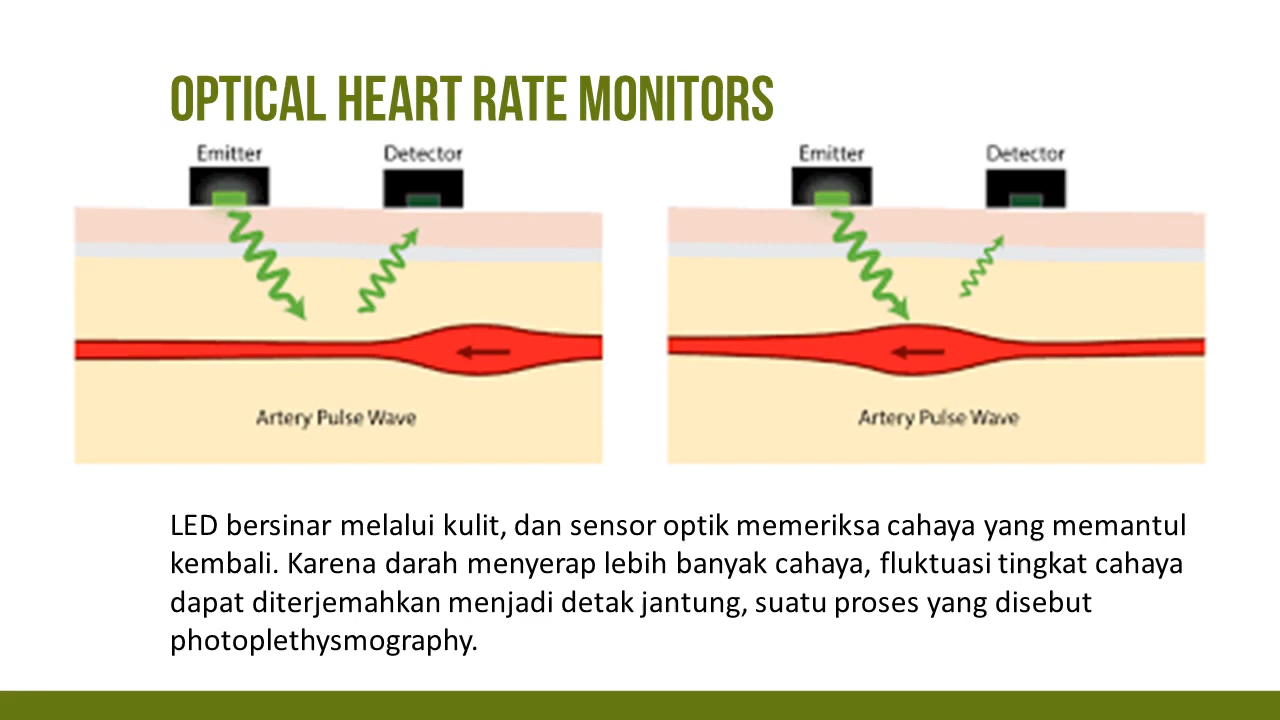 OPTICAL HEART RATE MONITORS
Emitter
Detector
Emitter
Detector
Artery Pulse Wave
Artery Pulse Wave
LED bersinar melalui kulit, dan sensor optik memeriksa cahaya yang memantul
kembali. Karena darah menyerap lebih banyak cahaya, fluktuasi tingkat cahaya
dapat diterjemahkan menjadi detak jantung, suatu proses yang disebut
photoplethysmography.